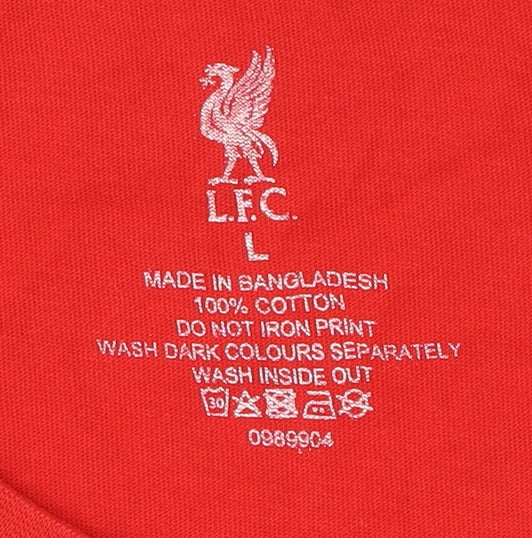 L.F.C.
L
MADE IN BANGLADESH
100% COTTON
DO NOT IRON PRINT
WASH DARK COLOURS SEPARATELY
WASH INSIDE OUT
30
0989904